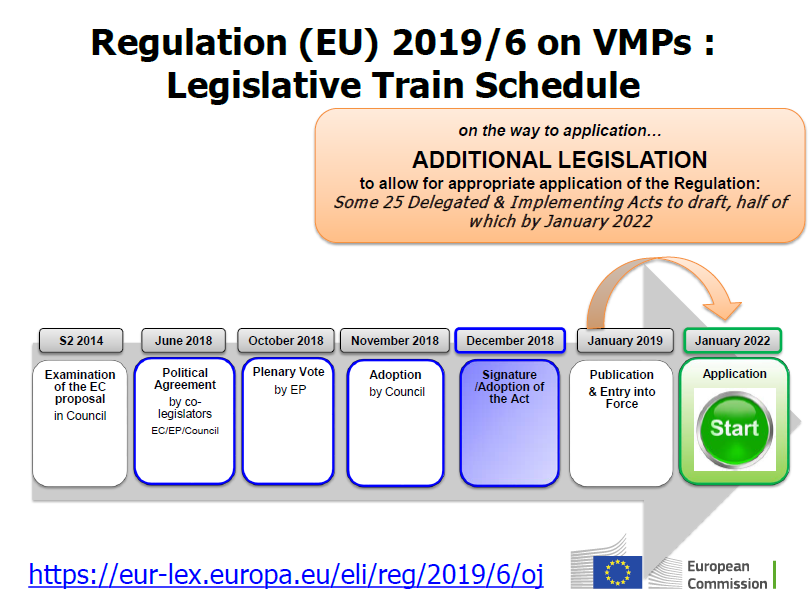 Regulation (EU) 2019/6 on VMPs :
Legislative Train Schedule
on the way to application…
ADDITIONAL LEGISLATION
to allow for appropriate application of the Regulation:
Some 25 Delegated & Implementing Acts to draft, half of
which by January 2022
S2 2014
Examination
of the EC
proposal
in Council
June 2018
Political
Agreement
by co-
legislators
EC/EP/Council
October 2018
Plenary Vote
by EP
November 2018
Adoption
by Council
December 2018
Signature
/Adoption of
the Act
January 2019
Publication
& Entry into
Force
January 2022
Application
Start
https://eur-lex.europa.eu/eli/reg/2019/6/oj
European
Commission